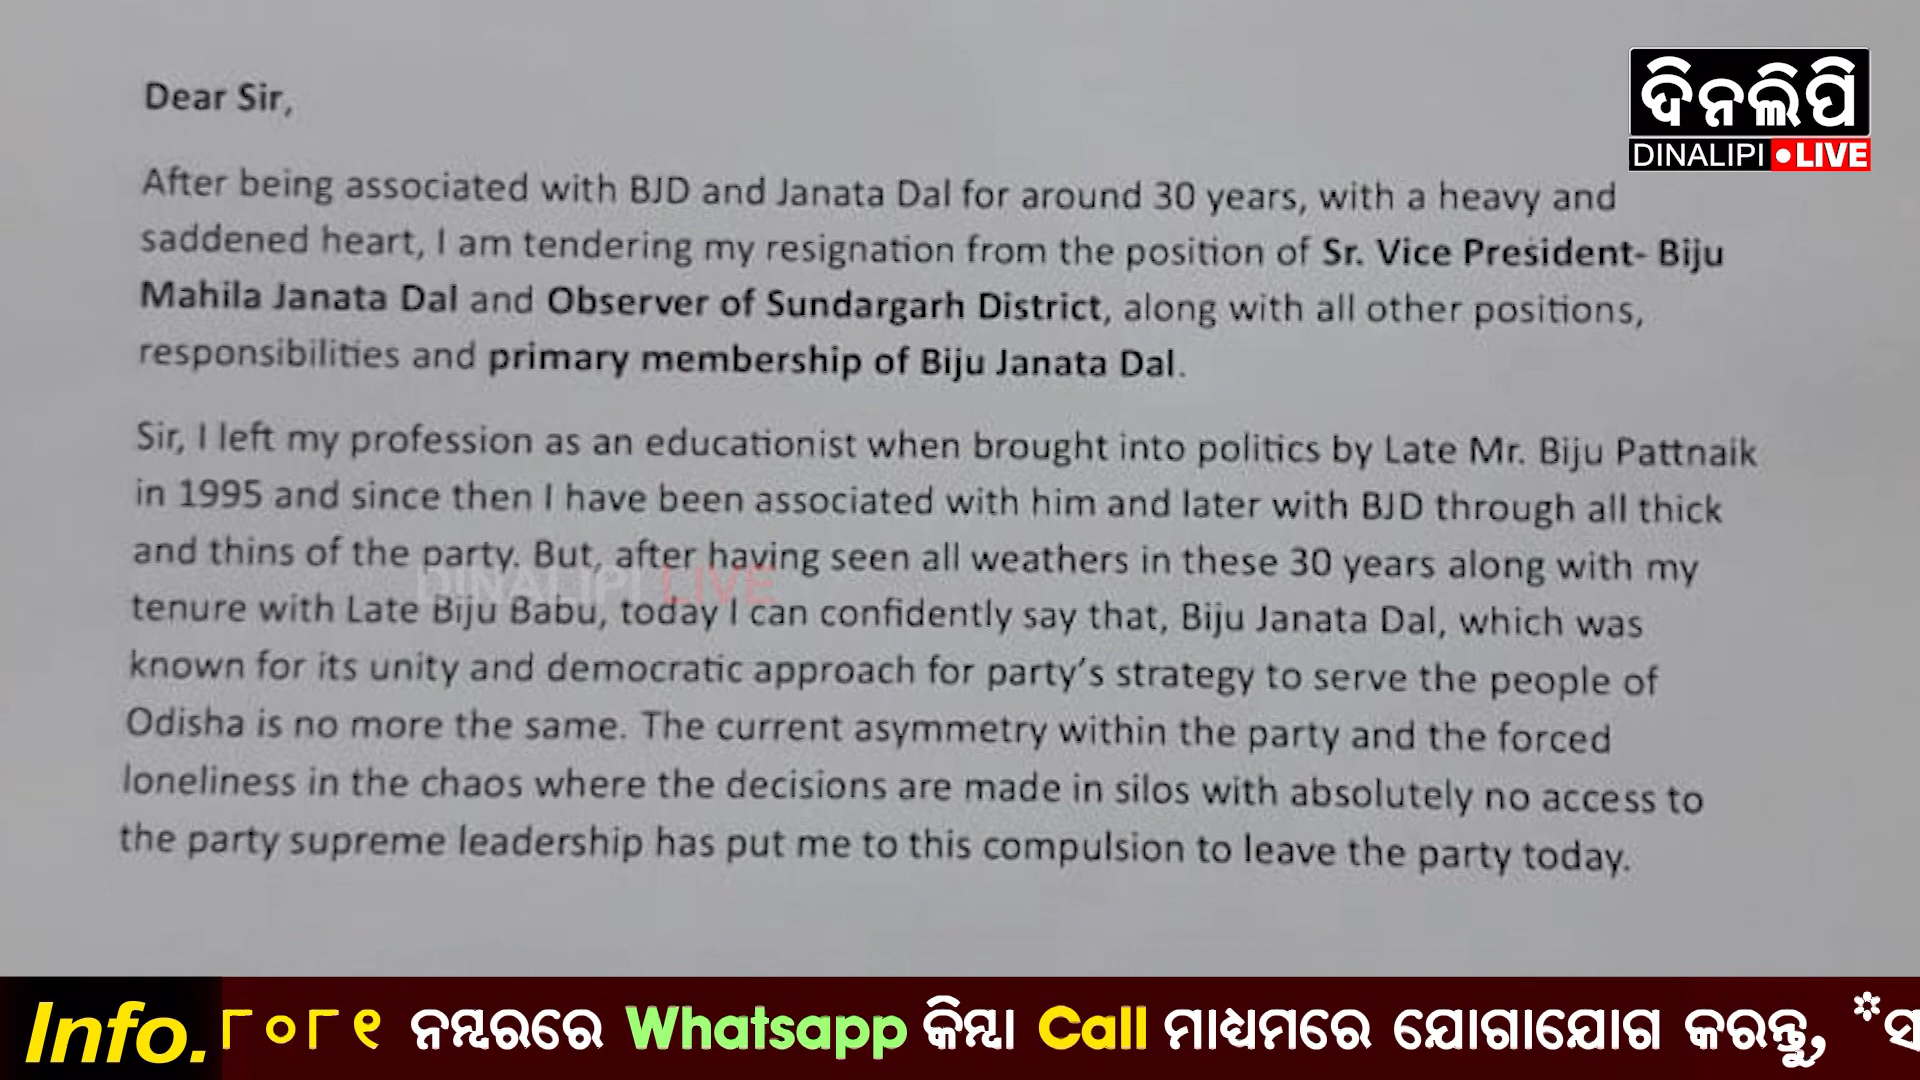 ଦିନଲିପି
DINALIPI LIVE
Dear Sir,
After being associated with BJD and Janata Dal for around 30 years, with a heavy and
saddened heart, I am tendering my resignation from the position of Sr. Vice President- Biju
Mahila Janata Dal and Observer of Sundargarh District, along with all other positions,
responsibilities and primary membership of Biju Janata Dal.
Sir, I left my profession as an educationist when brought into politics by Late Mr. Biju Pattnaik
in 1995 and since then I have been associated with him and later with BJD through all thick
and thins of the party. But, after having seen all weathers in these 30 years along with my
DINALIPI LIVE
tenure with Late Biju Babu, today I can confidently say that, Biju Janata Dal, which was
known for its unity and democratic approach for party's strategy to serve the people of
Odisha is no more the same. The current asymmetry within the party and the forced
loneliness in the chaos where the decisions are made in silos with absolutely no access to
the party supreme leadership has put me to this compulsion to leave the party today.
Info. ୮୦୮୧ ନମ୍ବରରେ Whatsapp କିମ୍ବା Call ମାଧ୍ୟମରେ ଯୋଗାଯୋଗ କରନ୍ତୁ, *ସ